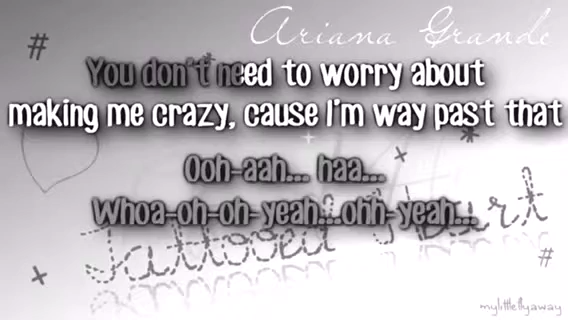 #
Ariana Grande
You don't need to worry about
making me crazy, cause I'm way past that
Ooh-aah... haa...
Whoa-oh-oh-yeah...ohh-yeah...
Tattooed Heart
#
mylittlellyaway